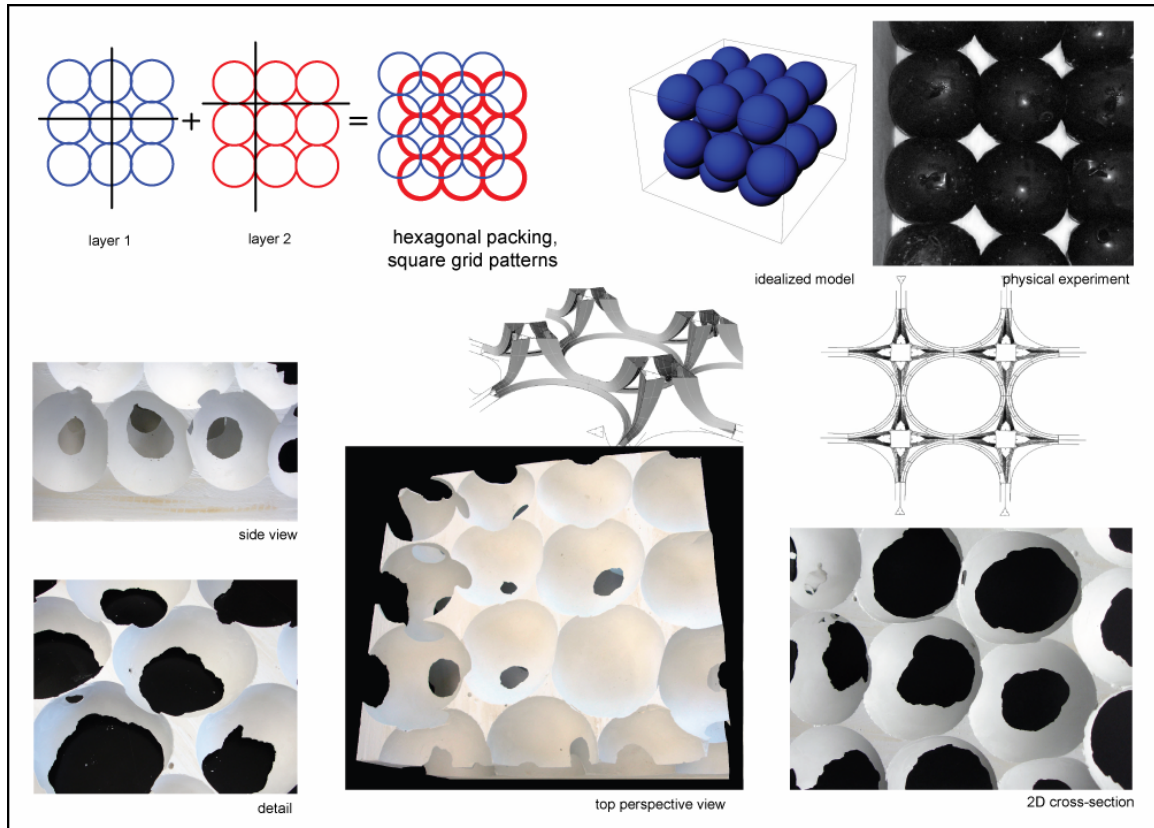 +
=
layer 1
layer 2
hexagonal packing,
square grid patterns
idealized model
physical experiment
side view
detail
top perspective view
2D cross-section